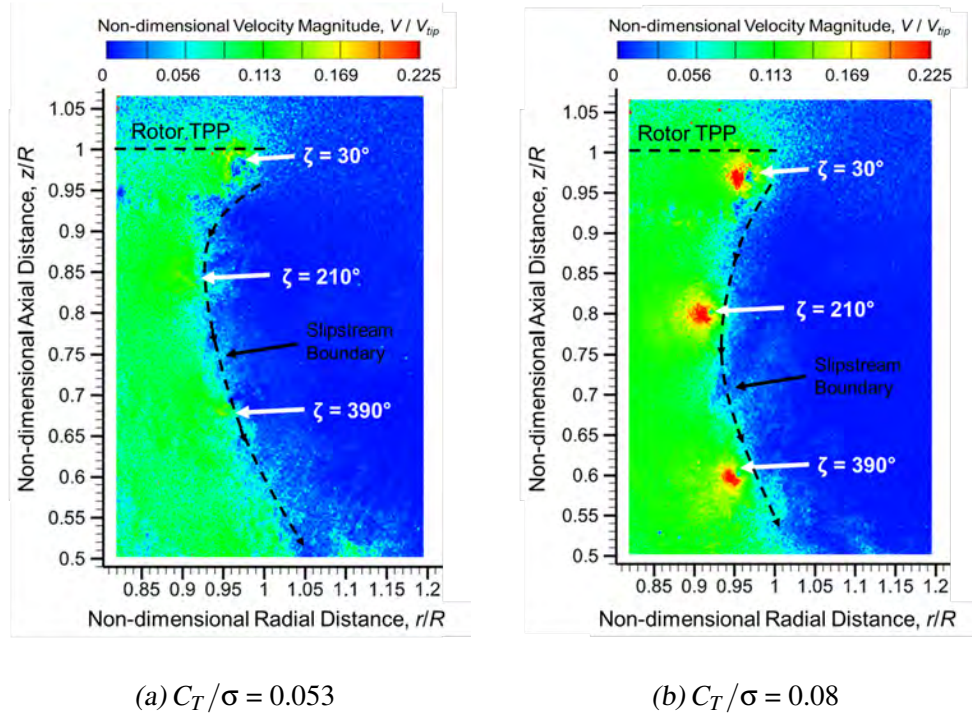 Non-dimensional Velocity Magnitude, V / V_tip
0 0.056 0.113 0.169 0.225
Non-dimensional Axial Distance, z/R
1.05
1
0.95
0.9
0.85
0.8
0.75
0.7
0.65
0.6
0.55
0.5
Rotor TPP
ζ = 30°
ζ = 210°
Slipstream
Boundary
ζ = 390°
0.85 0.9 0.95 1 1.05 1.1 1.15 1.2
Non-dimensional Radial Distance, r/R
(a) C_T/σ = 0.053
Non-dimensional Velocity Magnitude, V / V_tip
0 0.056 0.113 0.169 0.225
Non-dimensional Axial Distance, z/R
1.05
1
0.95
0.9
0.85
0.8
0.75
0.7
0.65
0.6
0.55
0.5
Rotor TPP
ζ = 30°
ζ = 210°
Slipstream
Boundary
ζ = 390°
0.85 0.9 0.95 1 1.05 1.1 1.15 1.2
Non-dimensional Radial Distance, r/R
(b) C_T/σ = 0.08